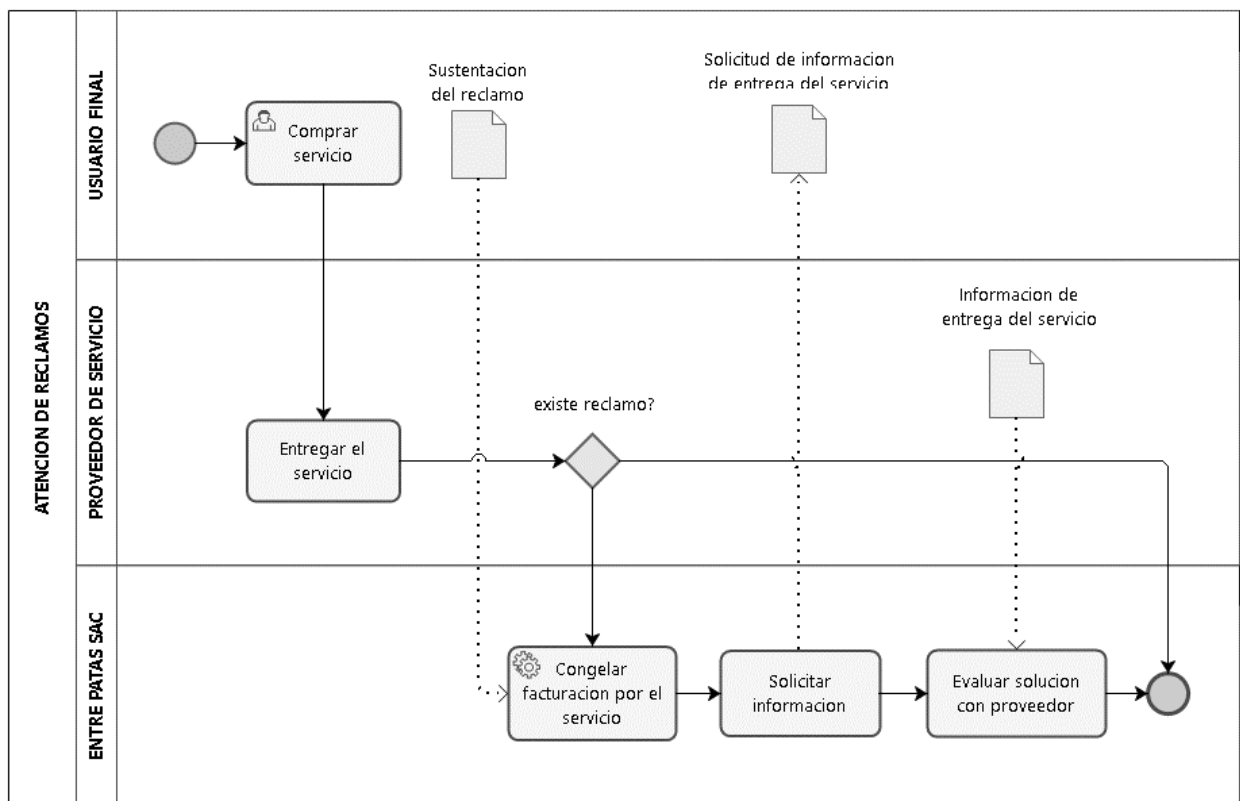 ATENCION DE RECLAMOS
USUARIO FINAL
Comprar
servicio
Sustentacion
del reclamo
Solicitud de informacion
de entrega del servicio
PROVEEDOR DE SERVICIO
Entregar el
servicio
existe reclamo?
Informacion de
entrega del servicio
ENTRE PATAS SAC
Congelar
facturacion por el
servicio
Solicitar
informacion
Evaluar solucion
con proveedor